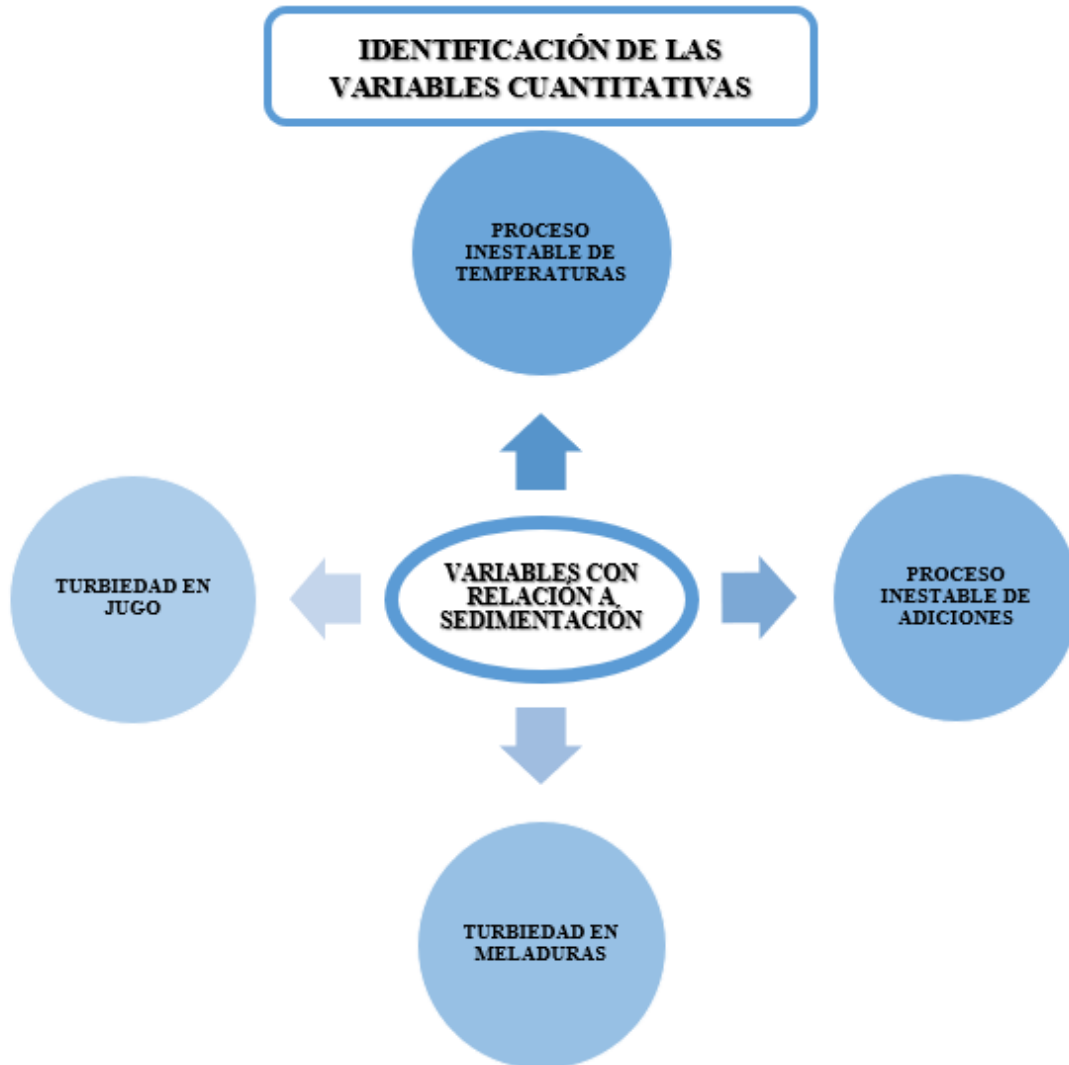 IDENTIFICACIÓN DE LAS
VARIABLES CUANTITATIVAS
PROCESO
INESTABLE DE
TEMPERATURAS
TURBIEDAD EN
JUGO
VARIABLES CON
RELACIÓN A
SEDIMENTACIÓN
PROCESO
INESTABLE DE
ADICIONES
TURBIEDAD EN
MELADURAS